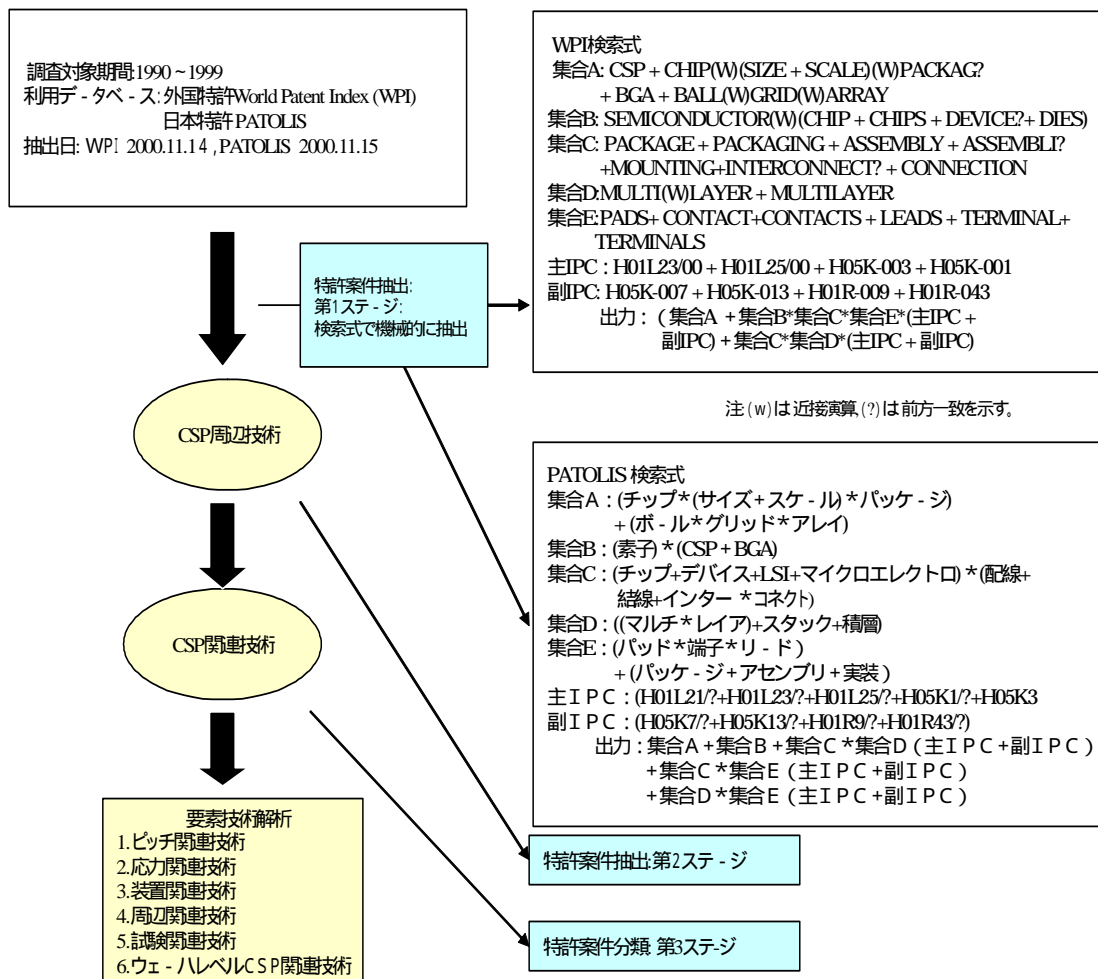 調査対象期間:1990～1999
利用デ-タベ-ス:外国特許World Patent Index (WPI)
日本特許 PATOLIS
抽出日: WPI 2000.11.14 , PATOLIS 2000.11.15
特許案件抽出:
第1ステ-ジ:
検索式で機械的に抽出
WPI検索式
集合A: CSP + CHIP(W)(SIZE + SCALE)(W)PACKAG?
+ BGA + BALL(W)GRID(W)ARRAY
集合B: SEMICONDUCTOR(W)(CHIP + CHIPS + DEVICE?+ DIES)
集合C: PACKAGE + PACKAGING + ASSEMBLY + ASSEMBLI?
+MOUNTING+INTERCONNECT? + CONNECTION
集合D:MULTI(W)LAYER + MULTILAYER
集合E:PADS+ CONTACT+CONTACTS + LEADS + TERMINAL+
TERMINALS
主IPC : H01L23/00 + H01L25/00 + H05K-003 + H05K-001
副IPC: H05K-007 + H05K-013 + H01R-009 + H01R-043
出力 : (集合A + 集合B*集合C*集合E*(主IPC +
副IPC) + 集合C*集合D*(主IPC + 副IPC)
注:(w)は近接演算,(?)は前方一致を示す。
CSP周辺技術
CSP関連技術
PATOLIS 検索式
集合A : (チップ*(サイズ+スケ-ル)*パッケ-ジ)
+ (ボ-ル*グリッド*アレイ)
集合B : (素子) * (CSP + BGA)
集合C : (チップ+デバイス+LSI+マイクロエレクトロ) * (配線+
結線+インター *コネクト)
集合D : ((マルチ*レイア)+スタック+積層)
集合E : (パッド*端子*リ-ド)
+ (パッケ-ジ+アセンブリ+実装)
主IPC : (H01L21/?+H01L23/?+H01L25/?+H05K1/?+H05K3
副IPC : (H05K7/?+H05K13/?+H01R9/?+H01R43/?)
出力 : 集合A+集合B+集合C*集合D (主IPC+副IPC)
+集合C*集合E (主IPC+副IPC)
+集合D*集合E (主IPC+副IPC)
要素技術解析
1.ピッチ関連技術
2.応力関連技術
3.装置関連技術
4.周辺関連技術
5.試験関連技術
6.ウェ-ハレベルCSP関連技術
特許案件抽出:第2ステ-ジ
特許案件分類:第3ステ-ジ